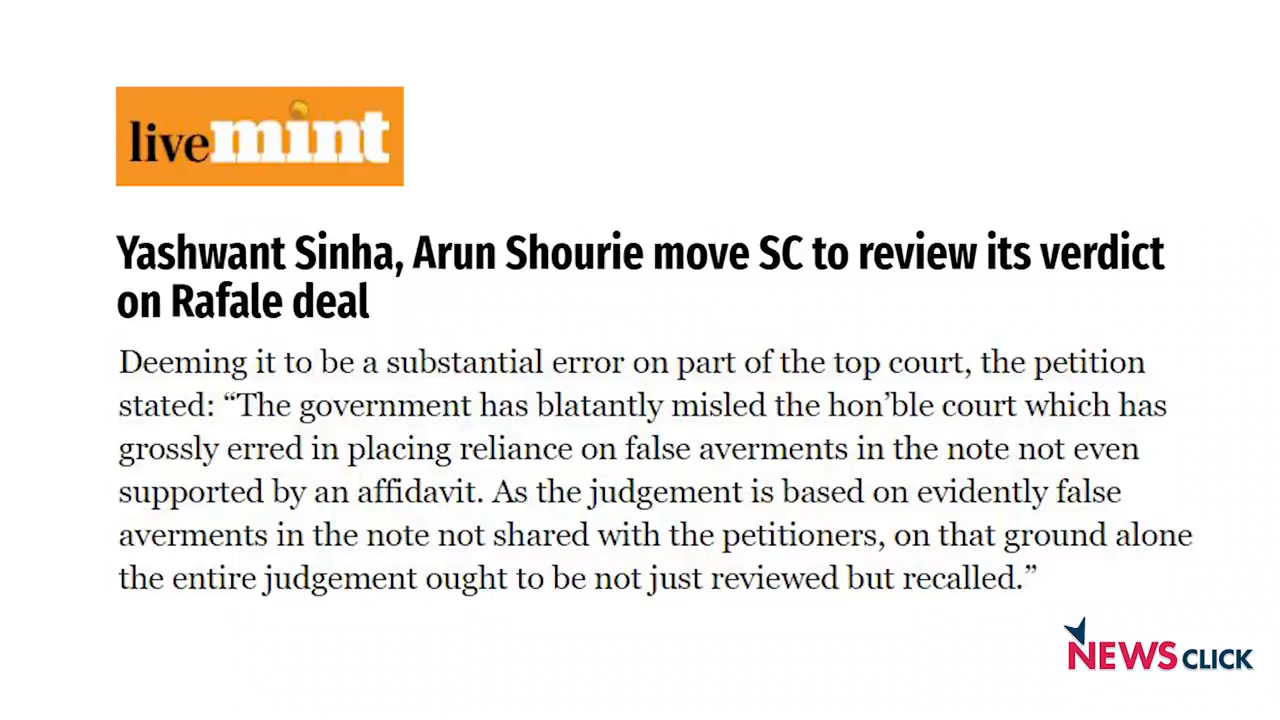 livemint
Yashwant Sinha, Arun Shourie move SC to review its verdict
on Rafale deal
Deeming it to be a substantial error on part of the top court, the petition
stated: “The government has blatantly misled the hon’ble court which has
grossly erred in placing reliance on false averments in the note not even
supported by an affidavit. As the judgement is based on evidently false
averments in the note not shared with the petitioners, on that ground alone
the entire judgement ought to be not just reviewed but recalled.”
NEWSCLICK